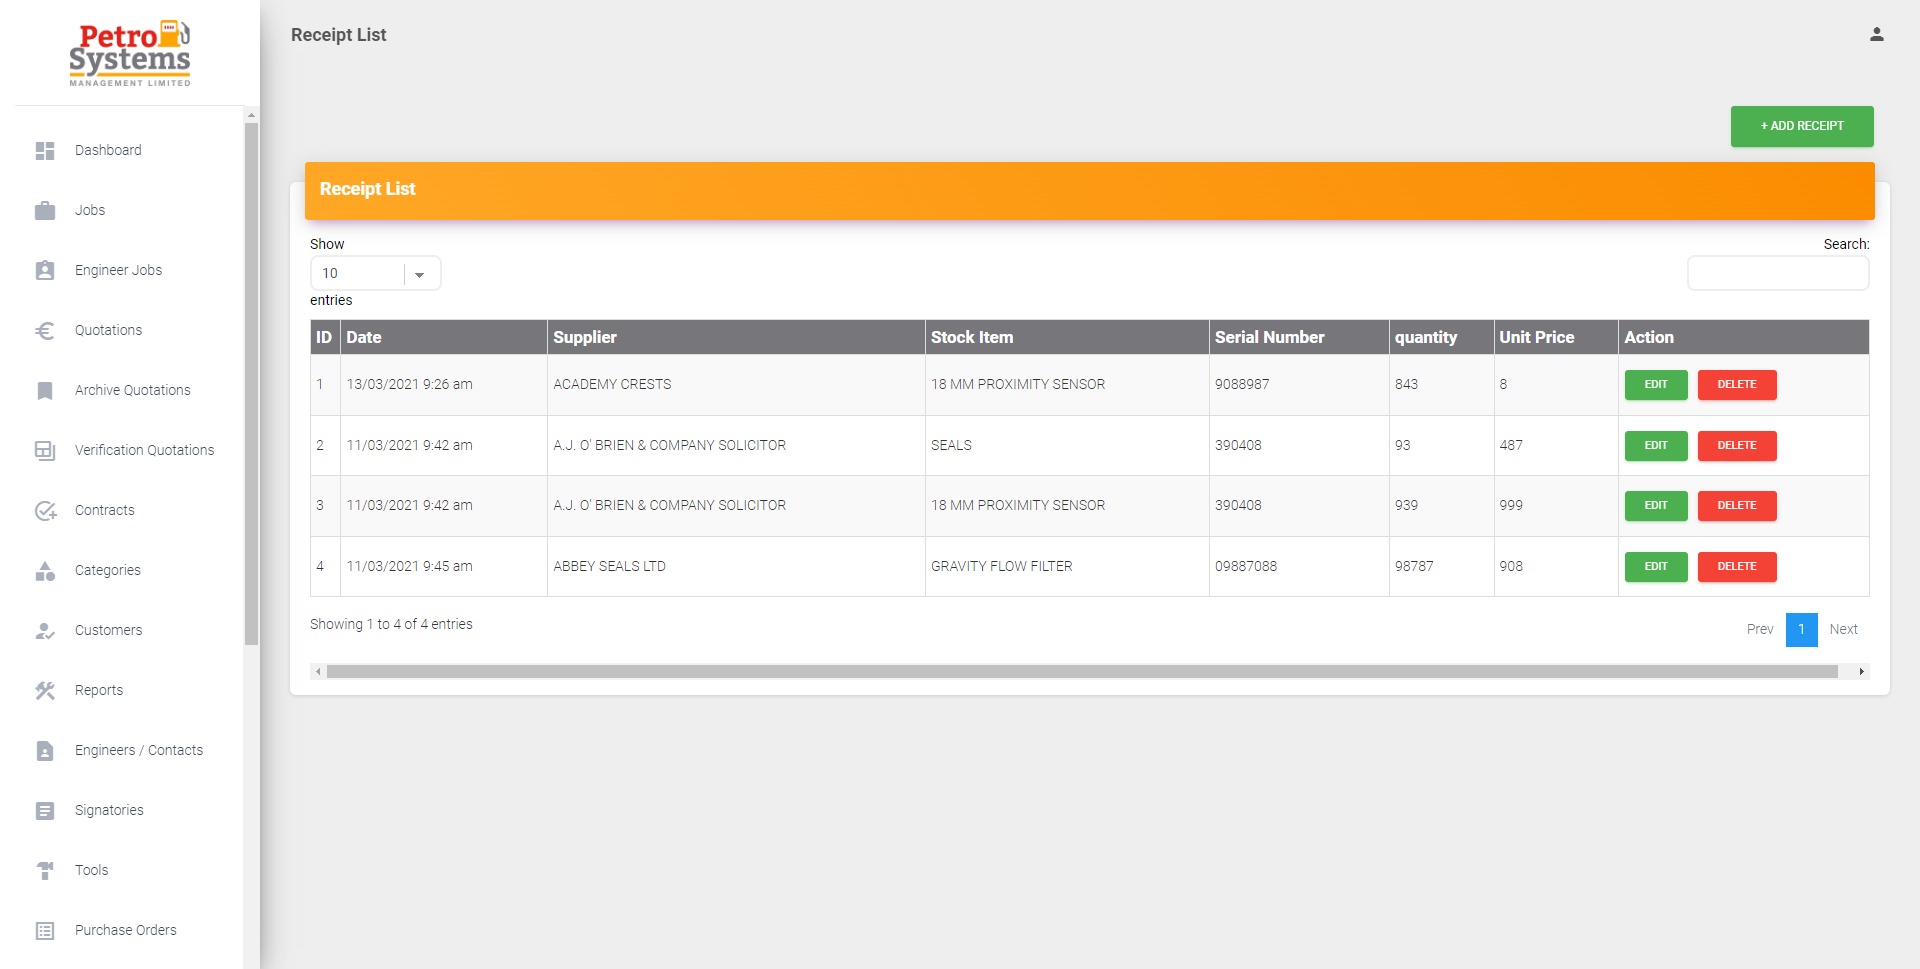 Petro
Systems
MANAGEMENT LIMITED
Dashboard
Jobs
Engineer Jobs
Quotations
Archive Quotations
Verification Quotations
Contracts
Categories
Customers
Reports
Engineers / Contacts
Signatories
Tools
Purchase Orders
Receipt List
+ ADD RECEIPT
Receipt List
Show
10
entries
Search:
ID Date Supplier Stock Item Serial Number quantity Unit Price Action
1 13/03/2021 9:26 am ACADEMY CRESTS 18 MM PROXIMITY SENSOR 9088987 843 8 EDIT DELETE
2 11/03/2021 9:42 am A.J. O' BRIEN & COMPANY SOLICITOR SEALS 390408 93 487 EDIT DELETE
3 11/03/2021 9:42 am A.J. O' BRIEN & COMPANY SOLICITOR 18 MM PROXIMITY SENSOR 390408 939 999 EDIT DELETE
4 11/03/2021 9:45 am ABBEY SEALS LTD GRAVITY FLOW FILTER 09887088 98787 908 EDIT DELETE
Showing 1 to 4 of 4 entries
Prev 1 Next